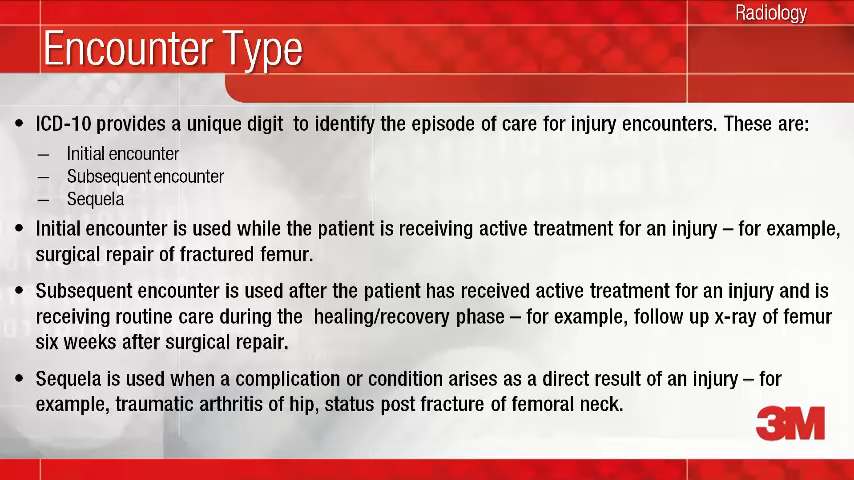 Radiology
Encounter Type
• ICD-10 provides a unique digit to identify the episode of care for injury encounters. These are:
– Initial encounter
– Subsequent encounter
– Sequela
• Initial encounter is used while the patient is receiving active treatment for an injury – for example,
surgical repair of fractured femur.
• Subsequent encounter is used after the patient has received active treatment for an injury and is
receiving routine care during the healing/recovery phase – for example, follow up x-ray of femur
six weeks after surgical repair.
• Sequela is used when a complication or condition arises as a direct result of an injury – for
example, traumatic arthritis of hip, status post fracture of femoral neck.
3M